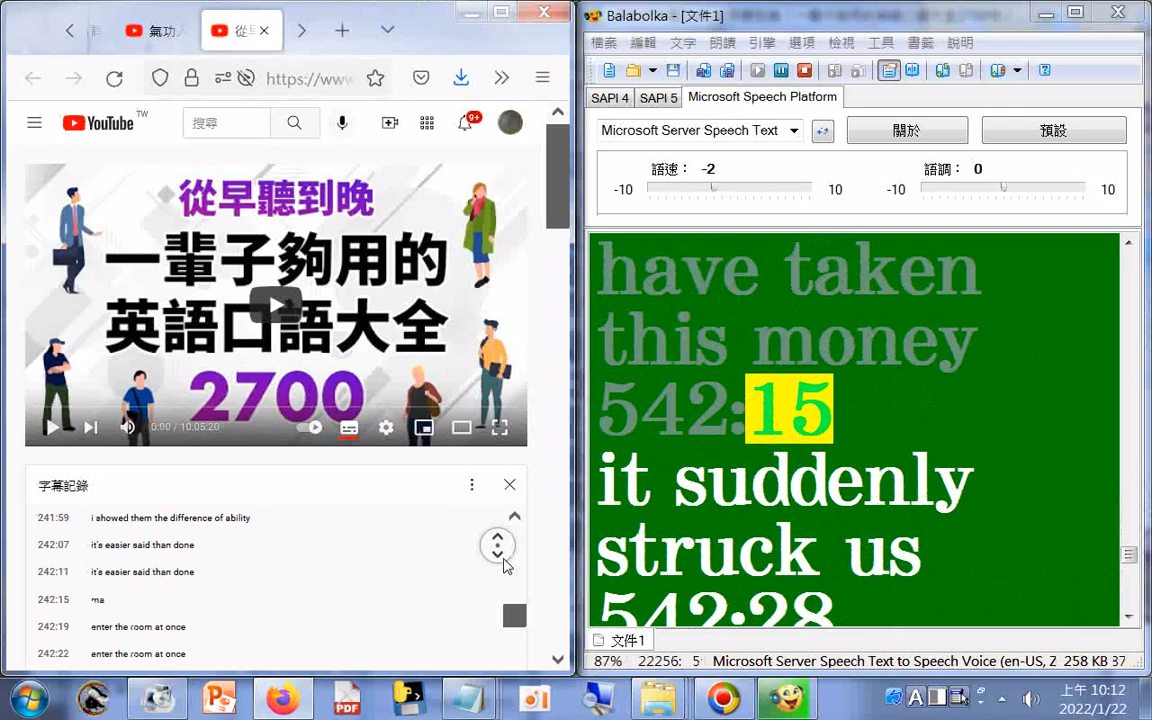 氣功
從
https://www
YouTube TW
搜尋
9+
從早聽到晚
一輩子夠用的
英語口語大全
2700
0:00 / 10:05:20
字幕記錄
241:59 i showed them the difference of ability
242:07 it's easier said than done
242:11 it's easier said than done
242:15 ma
242:19 enter the room at once
242:22 enter the room at once
Balabolka - [文件1]
檔案 編輯 文字 朗讀 引擎 選項 檢視 工具 書籤 說明
SAPI 4 SAPI 5 Microsoft Speech Platform
Microsoft Server Speech Text
關於 預設
語速： -2 語調： 0
-10 10 -10 10
have taken
this money
542:15
it suddenly
struck us
542:28
文件1
87% 22256: 5 Microsoft Server Speech Text to Speech Voice (en-US, Z 258 KB 37
PDF
A
上午 10:12
2022/1/22